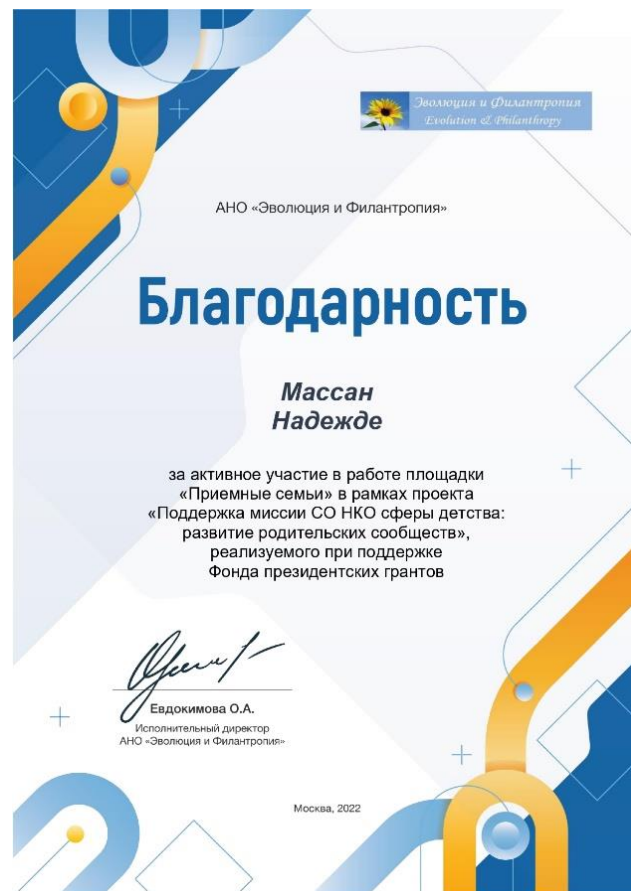 Эволюция и Филантропия
Evolution & Philanthropy
АНО «Эволюция и Филантропия»
Благодарность
Массан
Надежде
за активное участие в работе площадки
«Приемные семьи» в рамках проекта
«Поддержка миссии СО НКО сферы детства:
развитие родительских сообществ»,
реализуемого при поддержке
Фонда президентских грантов
Евдокимова О.А.
Исполнительный директор
АНО «Эволюция и Филантропия»
Москва, 2022